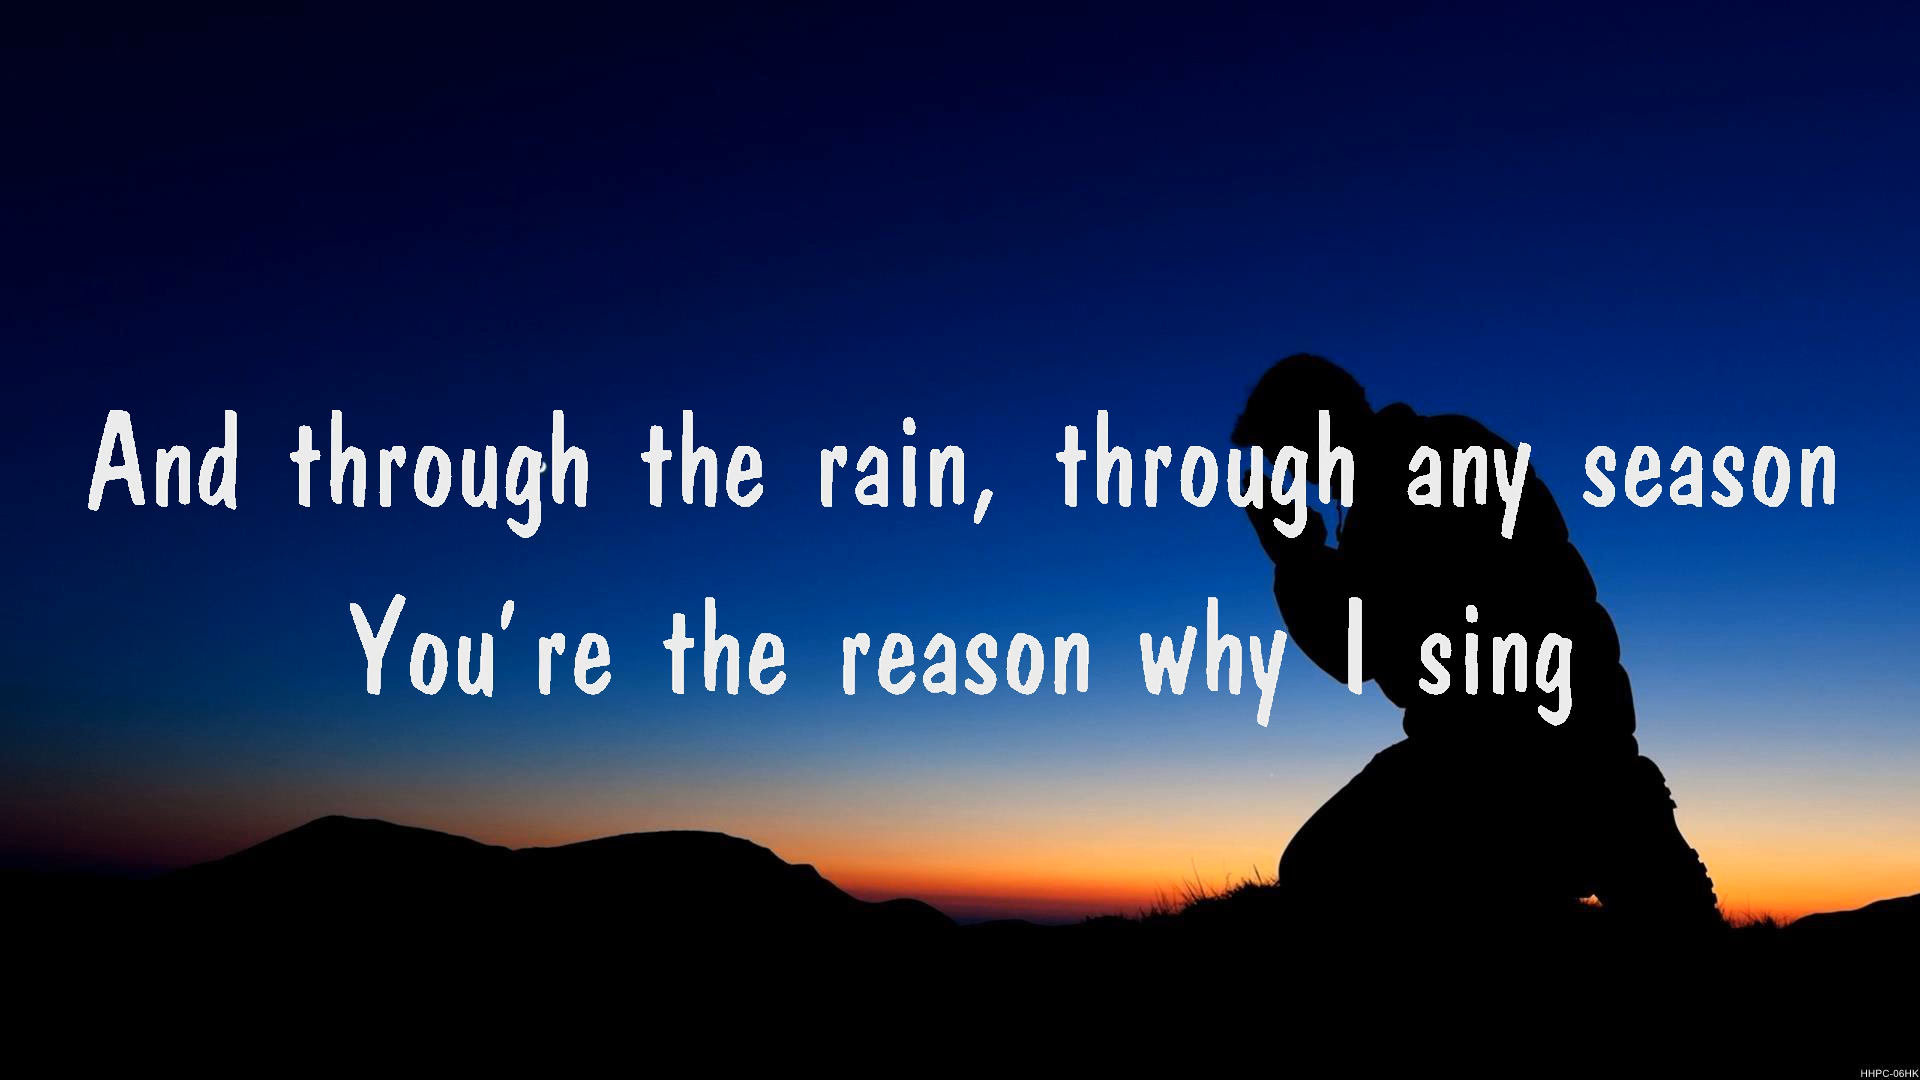 And through the rain, through any season
You're the reason why I sing
HHPC-06HK